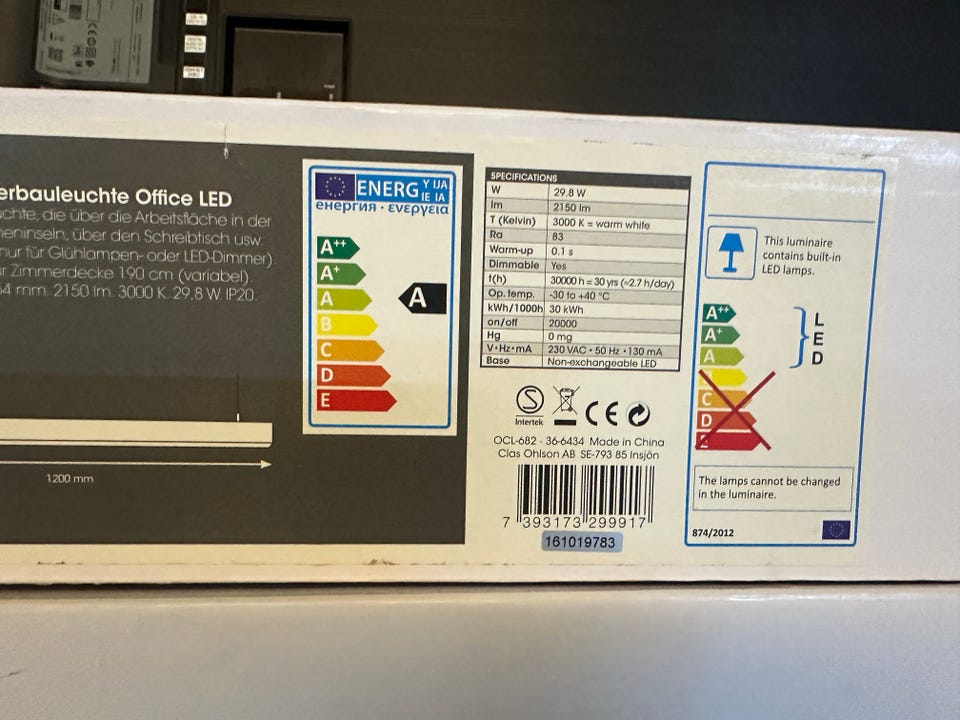 erbauleuchte Office LED
uchte, die über die Arbeitsfläche in der
heninseln, über den Schreibtisch usw
nur für Glühlampen- oder LED-Dimmer)
ur Zimmerdecke 190 cm (variabel).
64 mm. 2150 lm. 3000 K. 29,8 W IP20.
1200 mm
ENERG Y IJA
IE IA
енергия · ενεργεια
A++
A+
A
B
C
D
E
A
SPECIFICATIONS
W 29.8 W
lm 2150 lm
T (Kelvin) 3000 K = warm white
Ra 83
Warm-up 0.1 s
Dimmable Yes
t(h) 30000 h = 30 yrs (≈2.7 h/day)
Op. temp. -30 to +40 °C
kWh/1000h 30 kWh
on/off 20000
Hg 0 mg
V·Hz·mA 230 VAC · 50 Hz · 130 mA
Base Non-exchangeable LED
S
Intertek
CE
OCL-682 · 36-6434 Made in China
Clas Ohlson AB SE-793 85 Insjön
7 393173 299917
161019783
This luminaire
contains built-in
LED lamps.
A++
A+
A
C
D
E
L
E
D
The lamps cannot be changed
in the luminaire.
874/2012